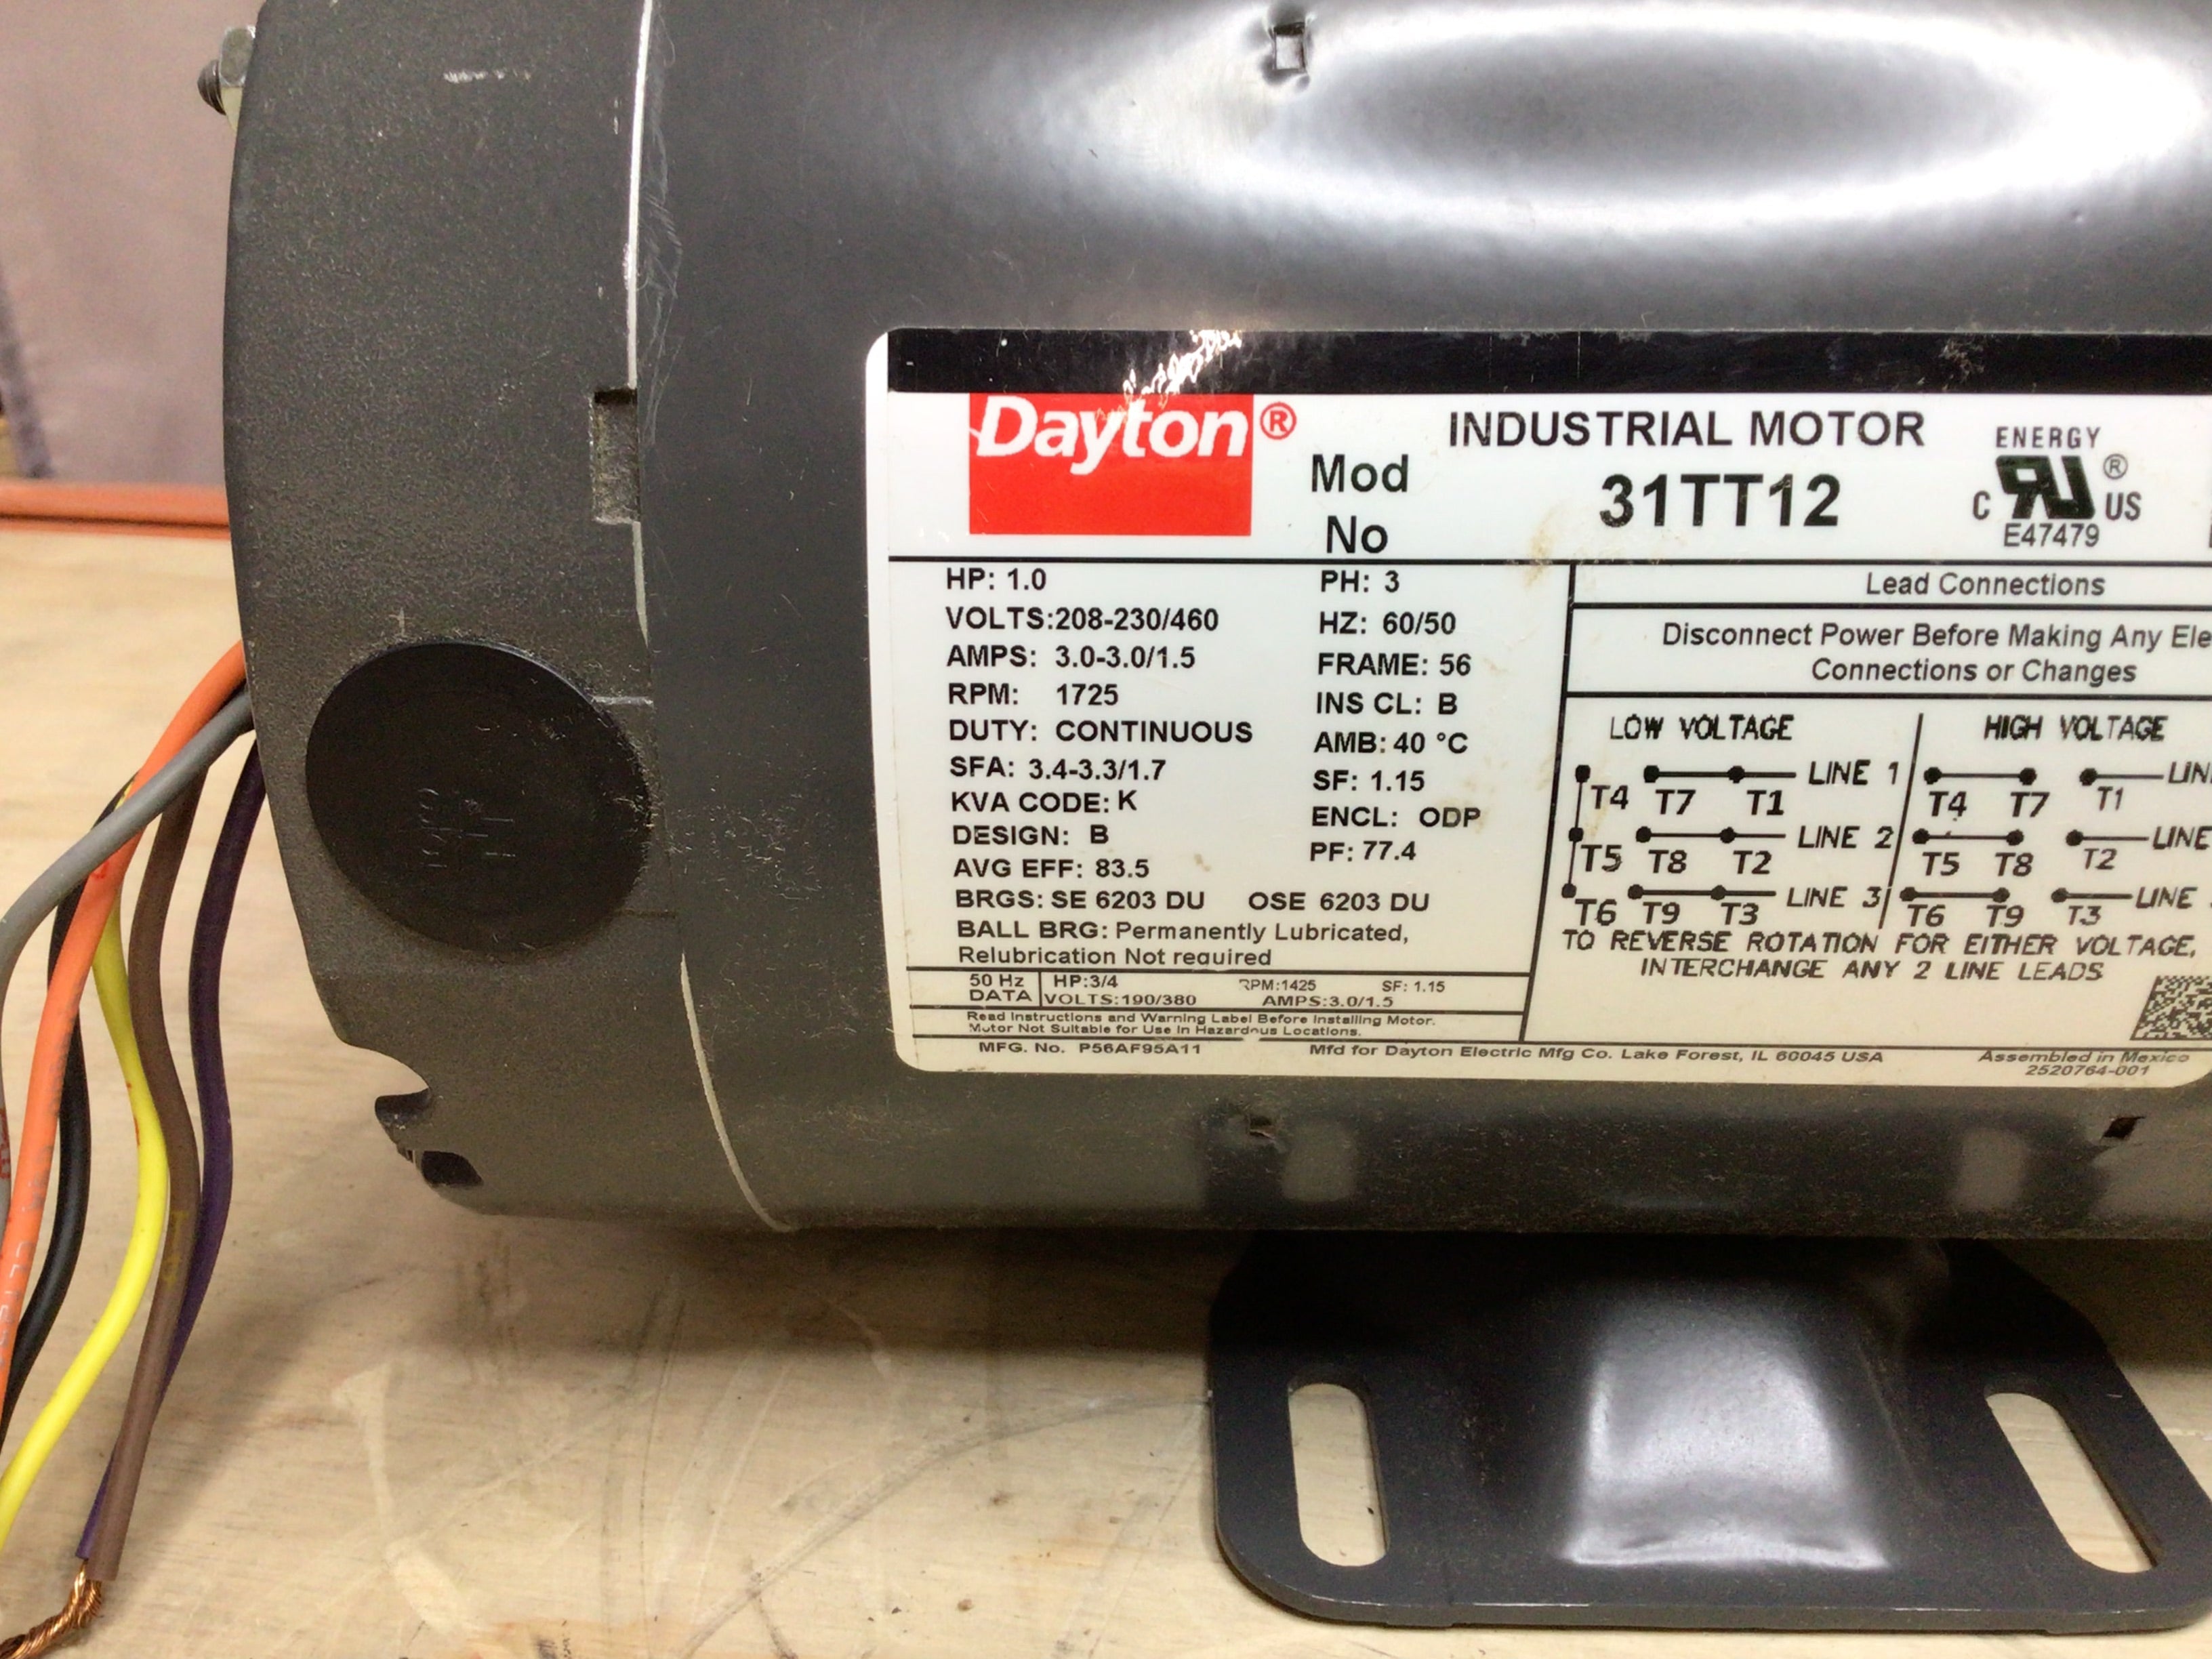 Dayton®
INDUSTRIAL MOTOR
Mod No
31TT12
ENERGY
C RU® US
E47479
HP: 1.0
VOLTS:208-230/460
AMPS: 3.0-3.0/1.5
RPM: 1725
DUTY: CONTINUOUS
SFA: 3.4-3.3/1.7
KVA CODE: K
DESIGN: B
AVG EFF: 83.5
BRGS: SE 6203 DU OSE 6203 DU
BALL BRG: Permanently Lubricated,
Relubrication Not required
PH: 3
HZ: 60/50
FRAME: 56
INS CL: B
AMB: 40 °C
SF: 1.15
ENCL: ODP
PF: 77.4
50 Hz DATA
HP:3/4 RPM:1425 SF: 1.15
VOLTS:190/380 AMPS:3.0/1.5
Read Instructions and Warning Label Before Installing Motor.
Motor Not Suitable for Use In Hazardous Locations.
Lead Connections
Disconnect Power Before Making Any Ele
Connections or Changes
LOW VOLTAGE
T4 T7 T1 LINE 1
T5 T8 T2 LINE 2
T6 T9 T3 LINE 3
HIGH VOLTAGE
T4 T7 T1 LIN
T5 T8 T2 LINE
T6 T9 T3 LINE
TO REVERSE ROTATION FOR EITHER VOLTAGE,
INTERCHANGE ANY 2 LINE LEADS
MFG. No. P56AF95A11
Mfd for Dayton Electric Mfg Co. Lake Forest, IL 60045 USA
Assembled in Mexico
2520764-001